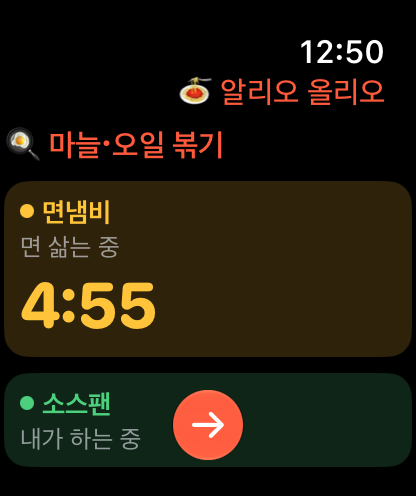 12:50
알리오 올리오
마늘·오일 볶기
면냄비
면 삶는 중
4:55
소스팬
내가 하는 중